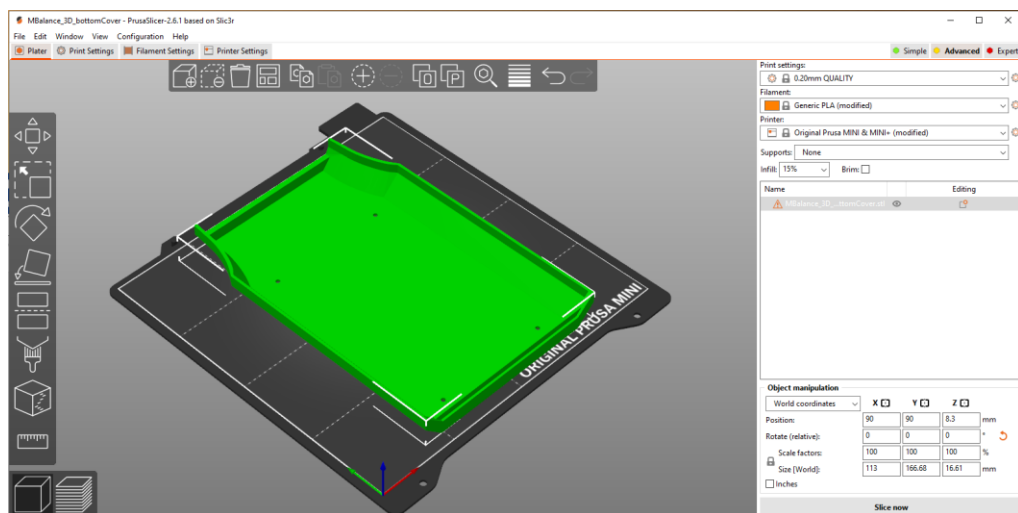 MBalance_3D_bottomCover - PrusaSlicer-2.6.1 based on Slic3r
File Edit Window View Configuration Help
Plater Print Settings Filament Settings Printer Settings Simple Advanced Expert
Print settings:
0.20mm QUALITY
Filament:
Generic PLA (modified)
Printer:
Original Prusa MINI & MINI+ (modified)
Supports: None
Infill: 15% Brim:
Name Editing
MBalance_3D_...ttomCover.stl
ORIGINAL PRUSA MINI
Object manipulation
World coordinates X Y Z
Position: 90 90 8.3 mm
Rotate (relative): 0 0 0 °
Scale factors: 100 100 100 %
Size [World]: 113 166.68 16.61 mm
Inches
Slice now